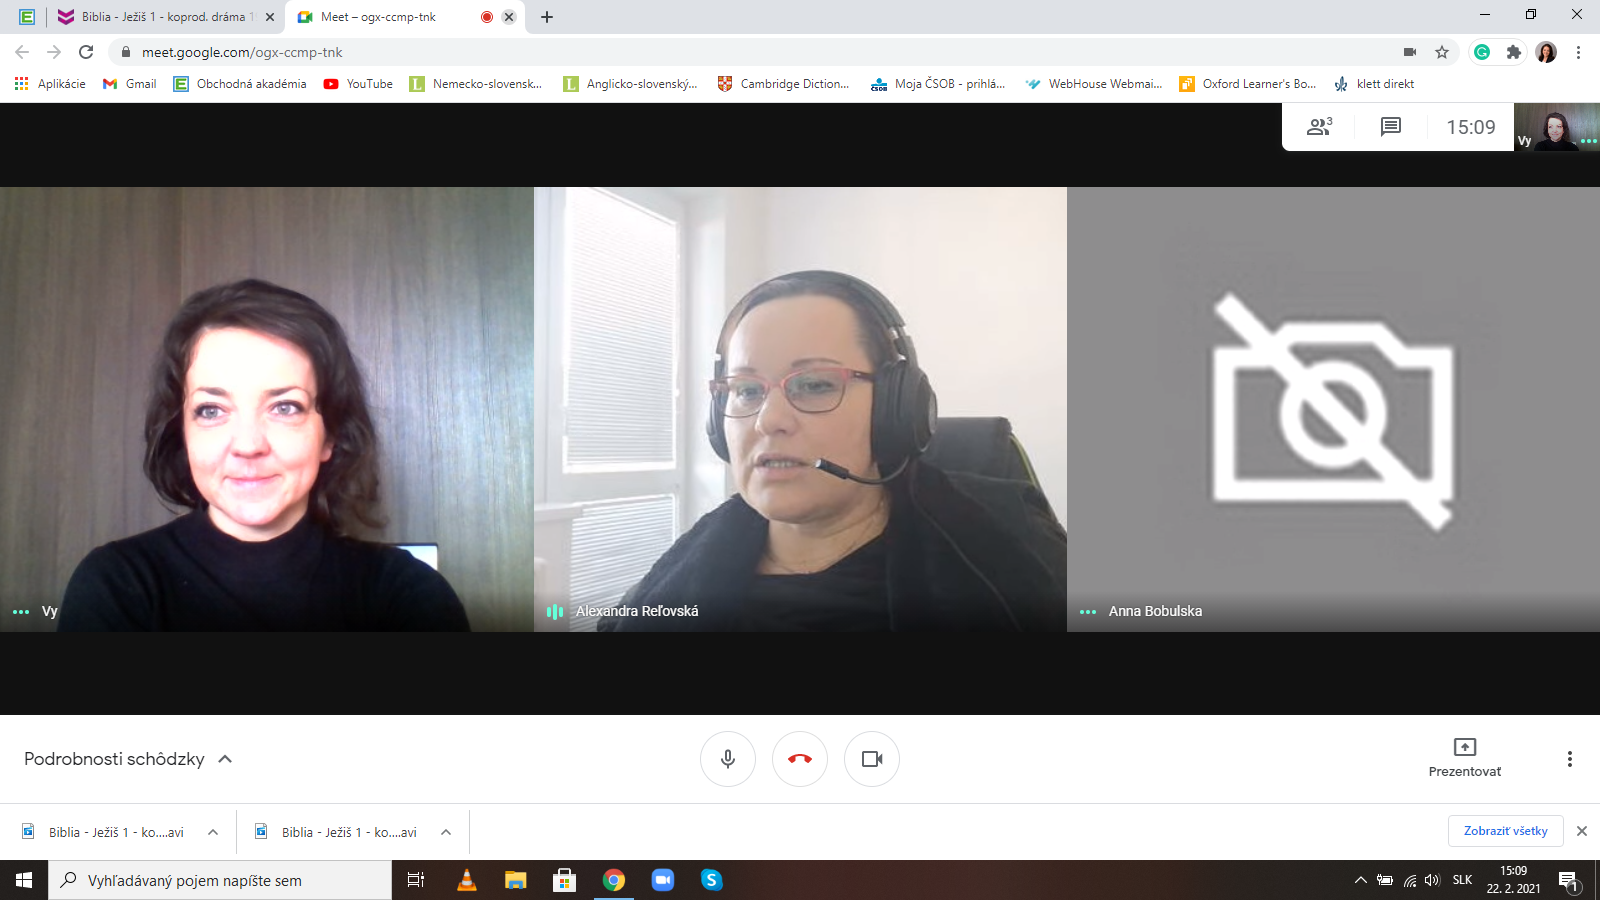 Biblia - Ježiš 1 - koprod. dráma 1
Meet – ogx-ccmp-tnk
meet.google.com/ogx-ccmp-tnk
Aplikácie
Gmail
Obchodná akadémia
YouTube
Nemecko-slovensk...
Anglicko-slovenský...
Cambridge Diction...
ČSOB
Moja ČSOB - prihlá...
WebHouse Webmai...
Oxford Learner's Bo...
klett direkt
3
15:09
Vy
Vy
Alexandra Reľovská
Anna Bobulska
Podrobnosti schôdzky
Prezentovať
Biblia - Ježiš 1 - ko....avi
Biblia - Ježiš 1 - ko....avi
Zobraziť všetky
Vyhľadávaný pojem napíšte sem
SLK
15:09
22. 2. 2021
1